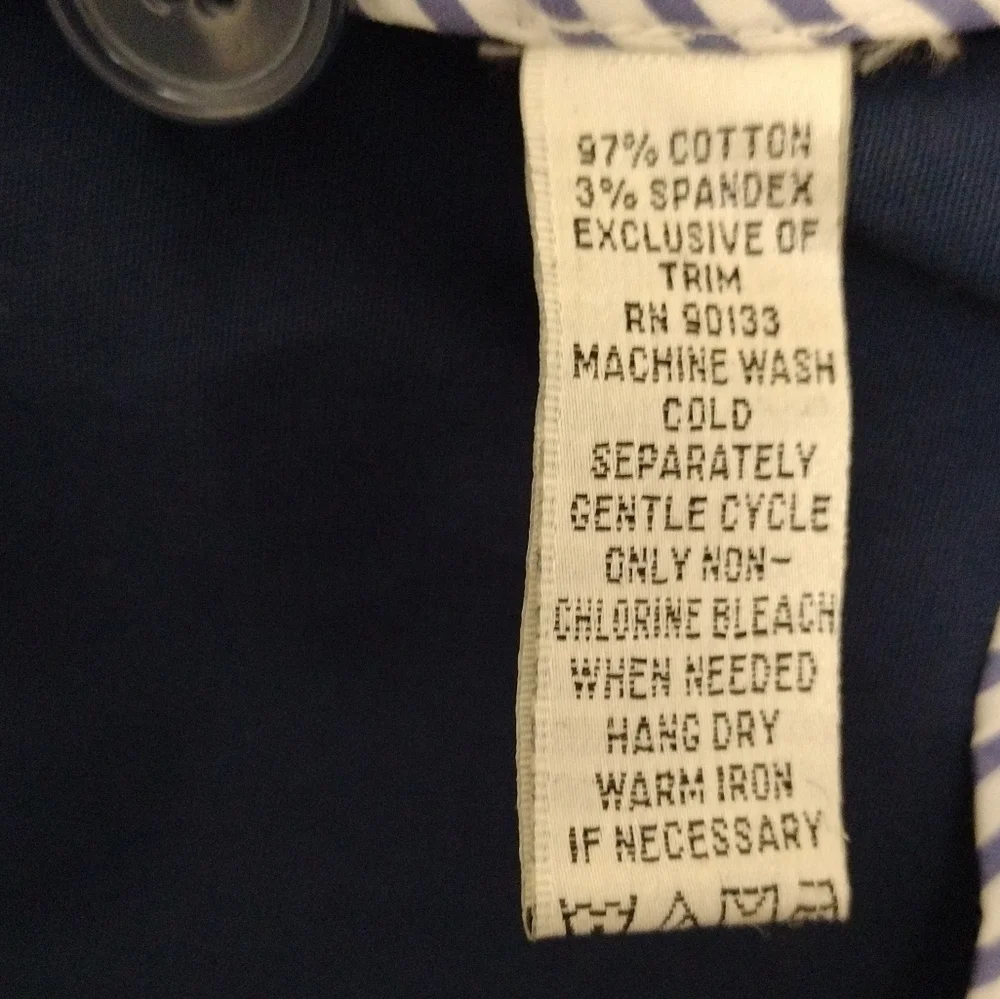 97% COTTON
3% SPANDEX
EXCLUSIVE OF
TRIM
RN 90133
MACHINE WASH
COLD
SEPARATELY
GENTLE CYCLE
ONLY NON-
CHLORINE BLEACH
WHEN NEEDED
HANG DRY
WARM IRON
IF NECESSARY